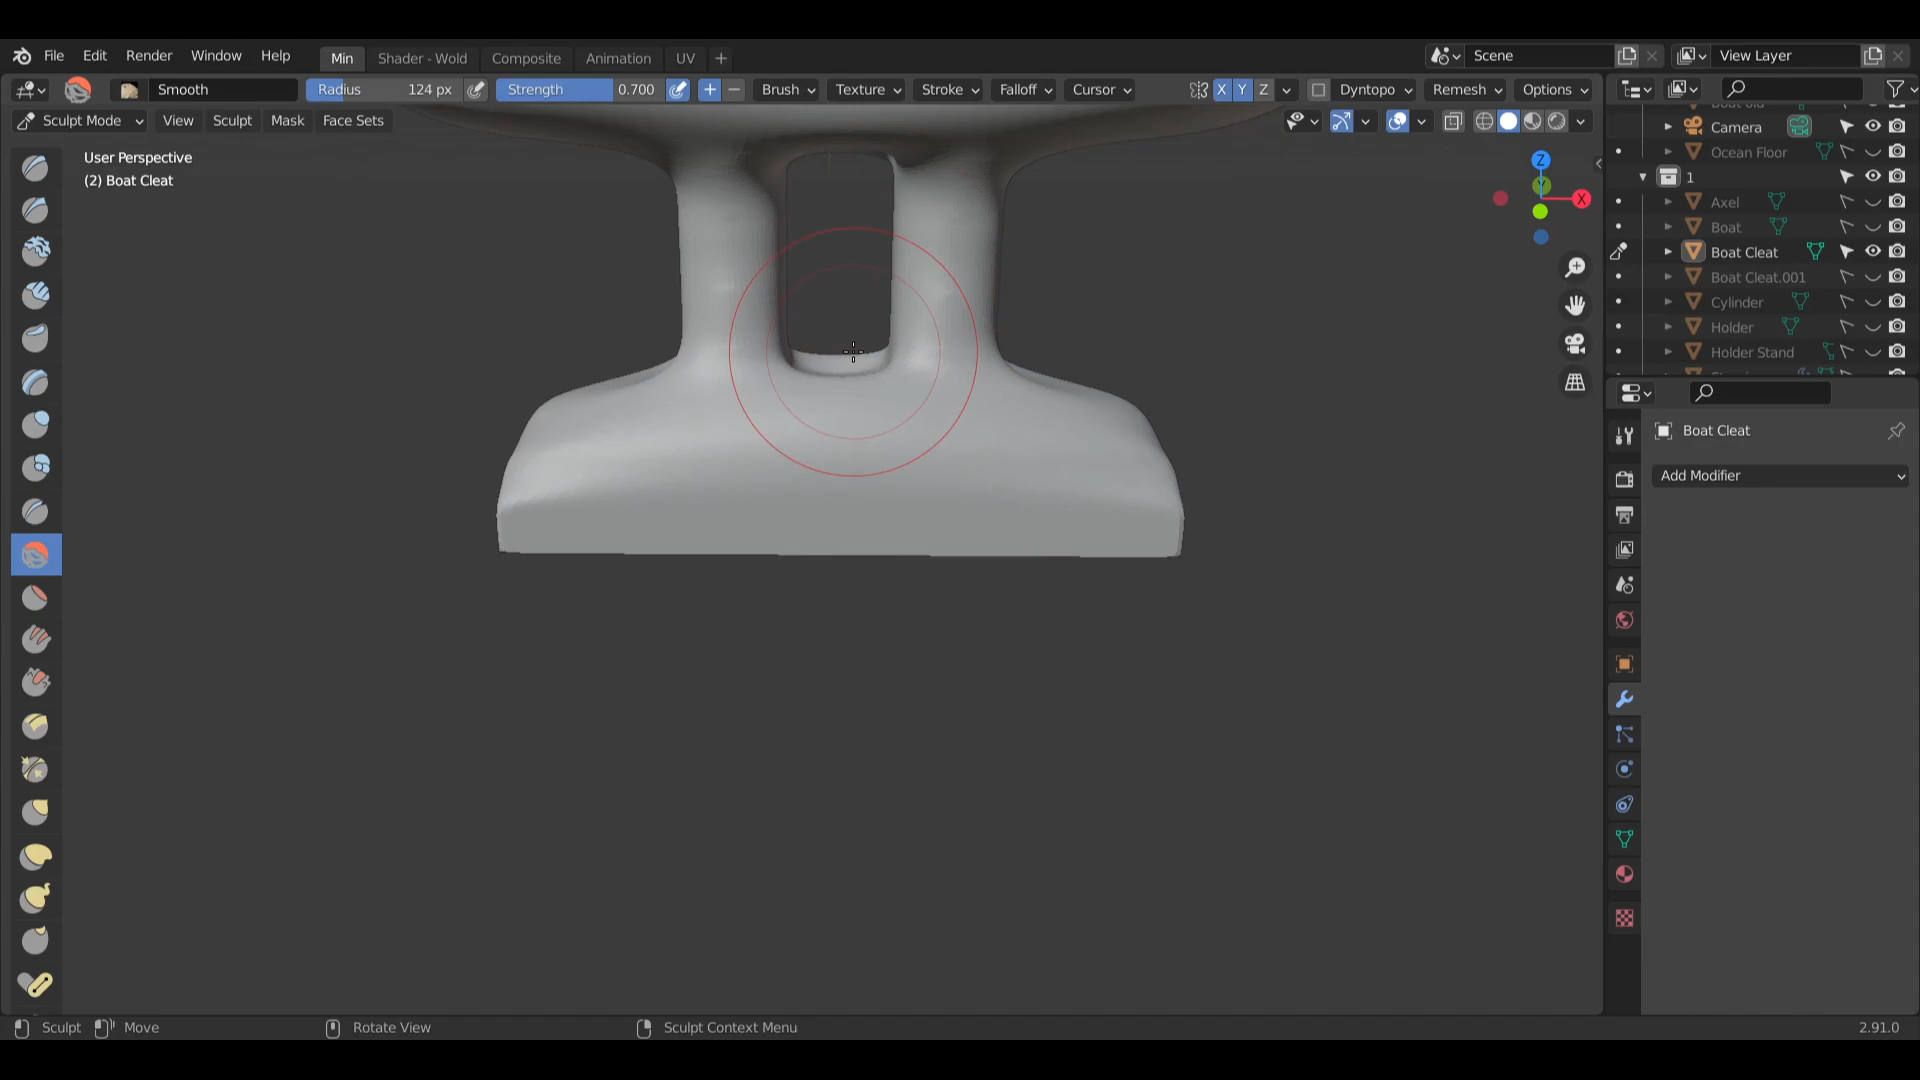 File Edit Render Window Help Min Shader - Wold Composite Animation UV + Scene View Layer
Smooth Radius 124 px Strength 0.700 Brush Texture Stroke Falloff Cursor X Y Z Dyntopo Remesh Options
Sculpt Mode View Sculpt Mask Face Sets
User Perspective
(2) Boat Cleat
Z
Y
X
Camera
Ocean Floor
1
Axel
Boat
Boat Cleat
Boat Cleat.001
Cylinder
Holder
Holder Stand
Boat Cleat
Add Modifier
Sculpt Move Rotate View Sculpt Context Menu 2.91.0